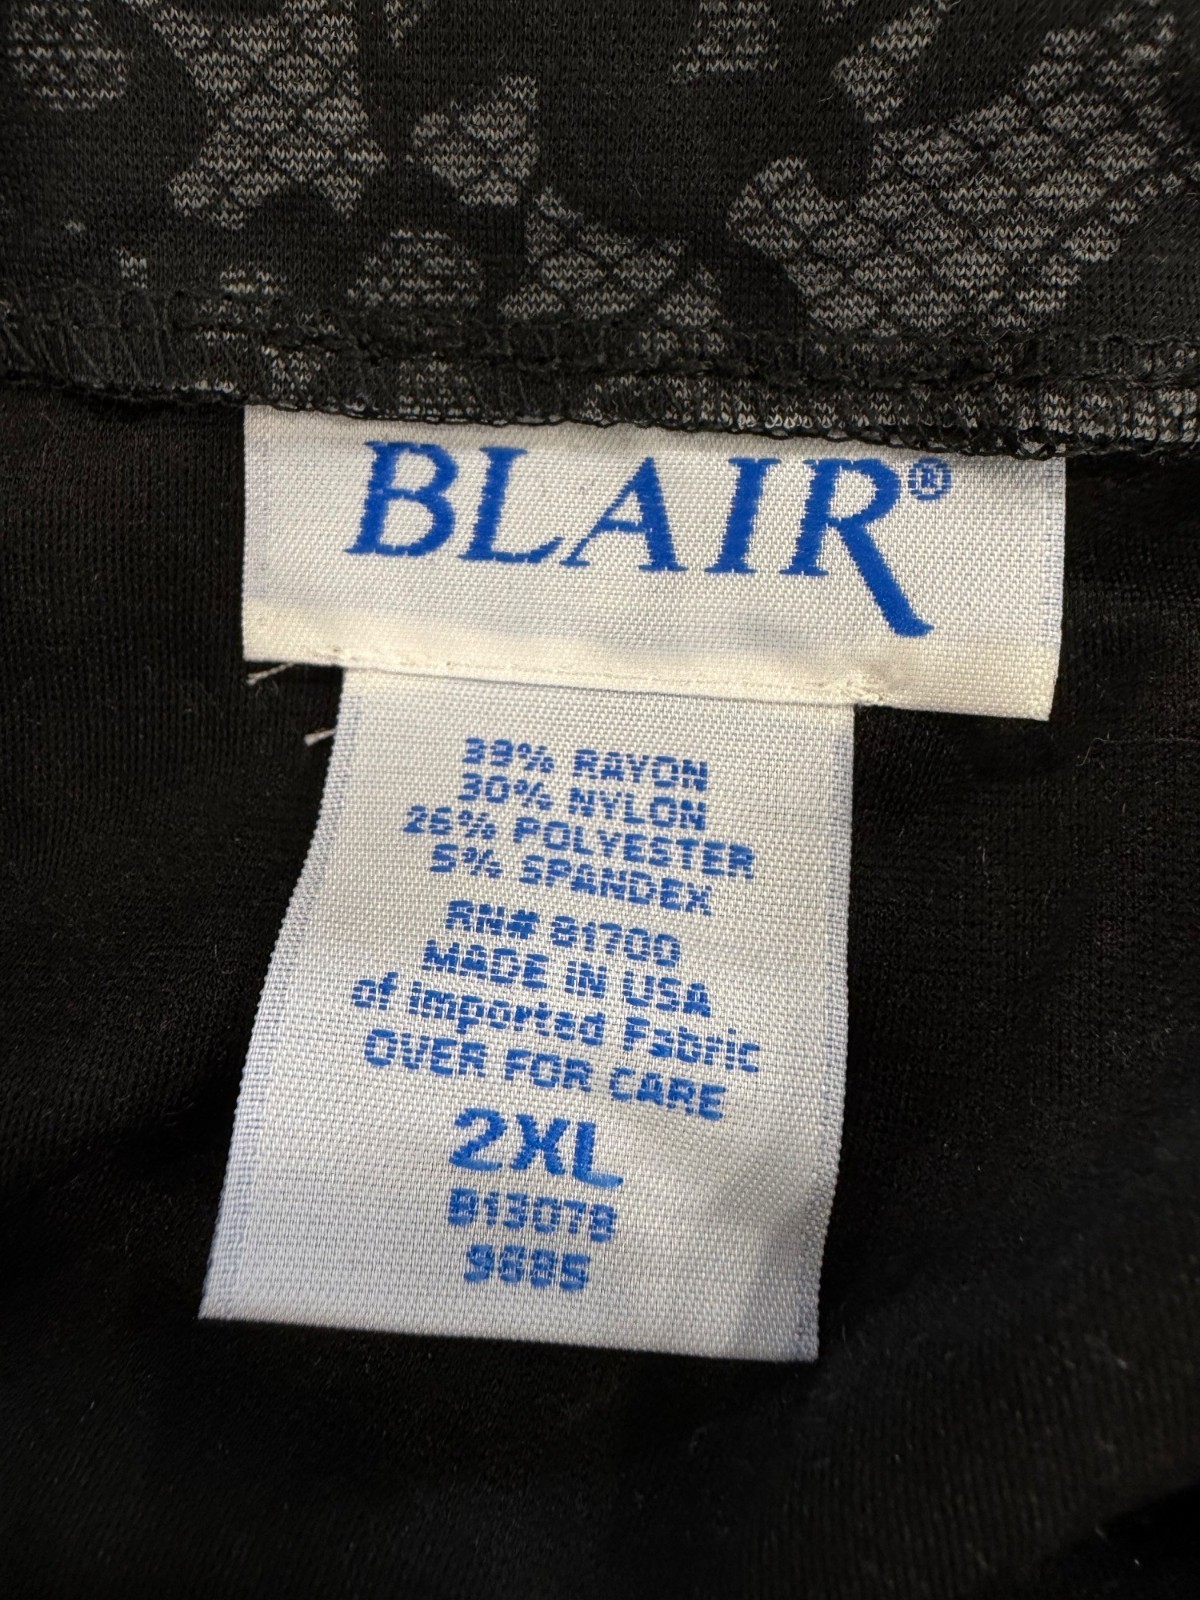 BLAIR®
39% RAYON
30% NYLON
26% POLYESTER
5% SPANDEX
RN# 81700
MADE IN USA
of imported Fabric
OVER FOR CARE
2XL
B13078
9685